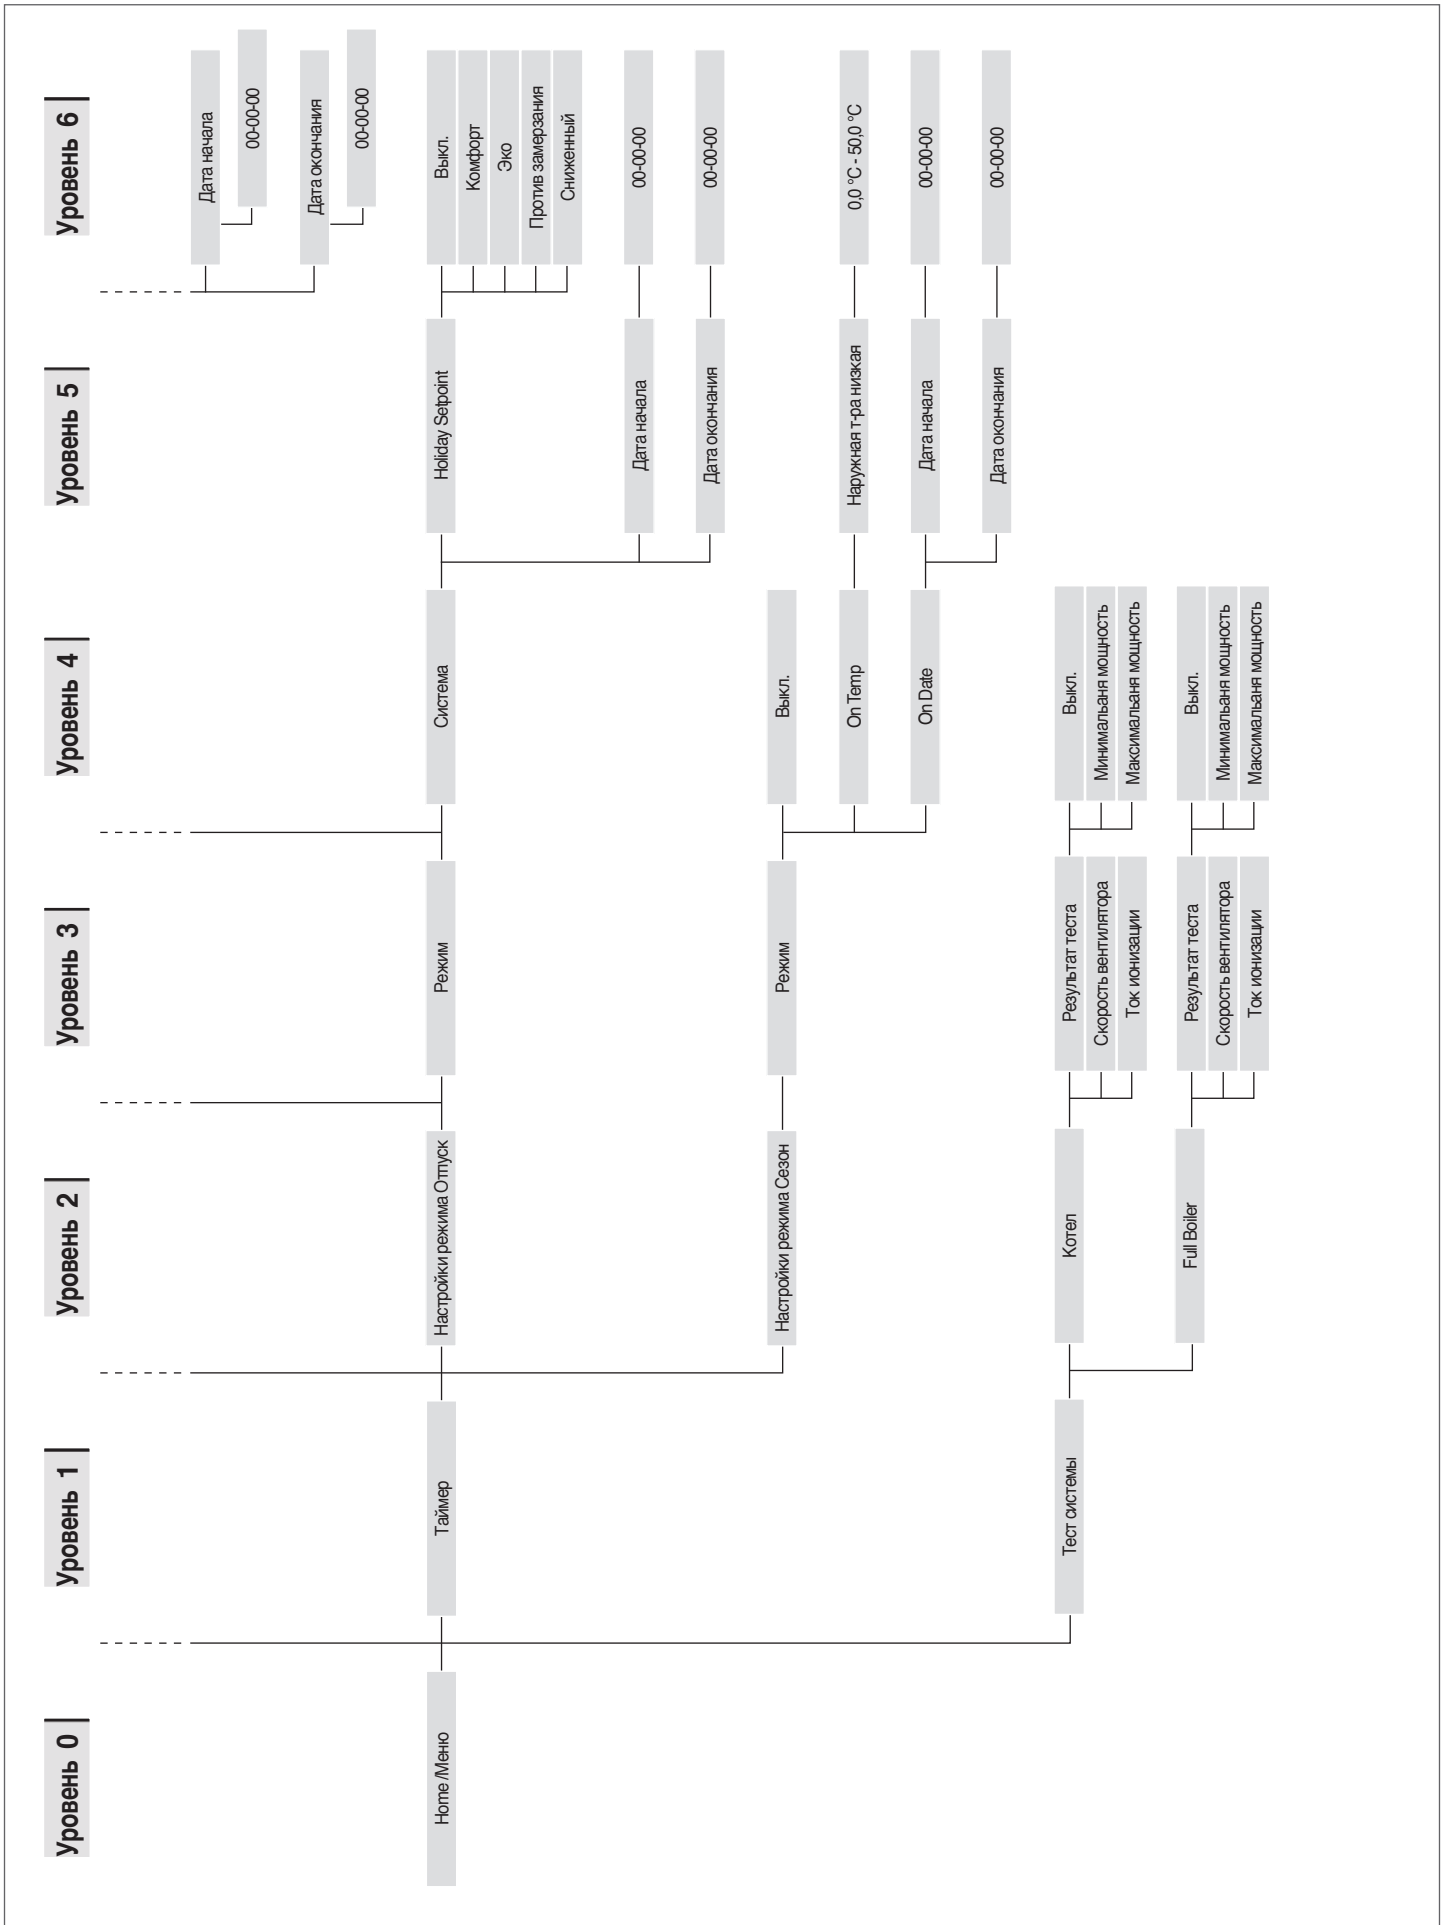 Уровень 0
Уровень 1
Уровень 2
Уровень 3
Уровень 4
Уровень 5
Уровень 6
Дата начала
00-00-00
Дата окончания
00-00-00
Home /Меню
Таймер
Настройки режима Отпуск
Режим
Система
Holiday Setpoint
Выкл.
Комфорт
Эко
Против замерзания
Сниженный
Дата начала
00-00-00
Дата окончания
00-00-00
Настройки режима Сезон
Режим
Выкл.
On Temp
Наружная т-ра низкая
0,0 °C - 50,0 °C
On Date
Дата начала
00-00-00
Дата окончания
00-00-00
Тест системы
Котел
Результат теста
Скорость вентилятора
Ток ионизации
Выкл.
Минимальаня мощность
Максимальаня мощность
Full Boiler
Результат теста
Скорость вентилятора
Ток ионизации
Выкл.
Минимальаня мощность
Максимальаня мощность